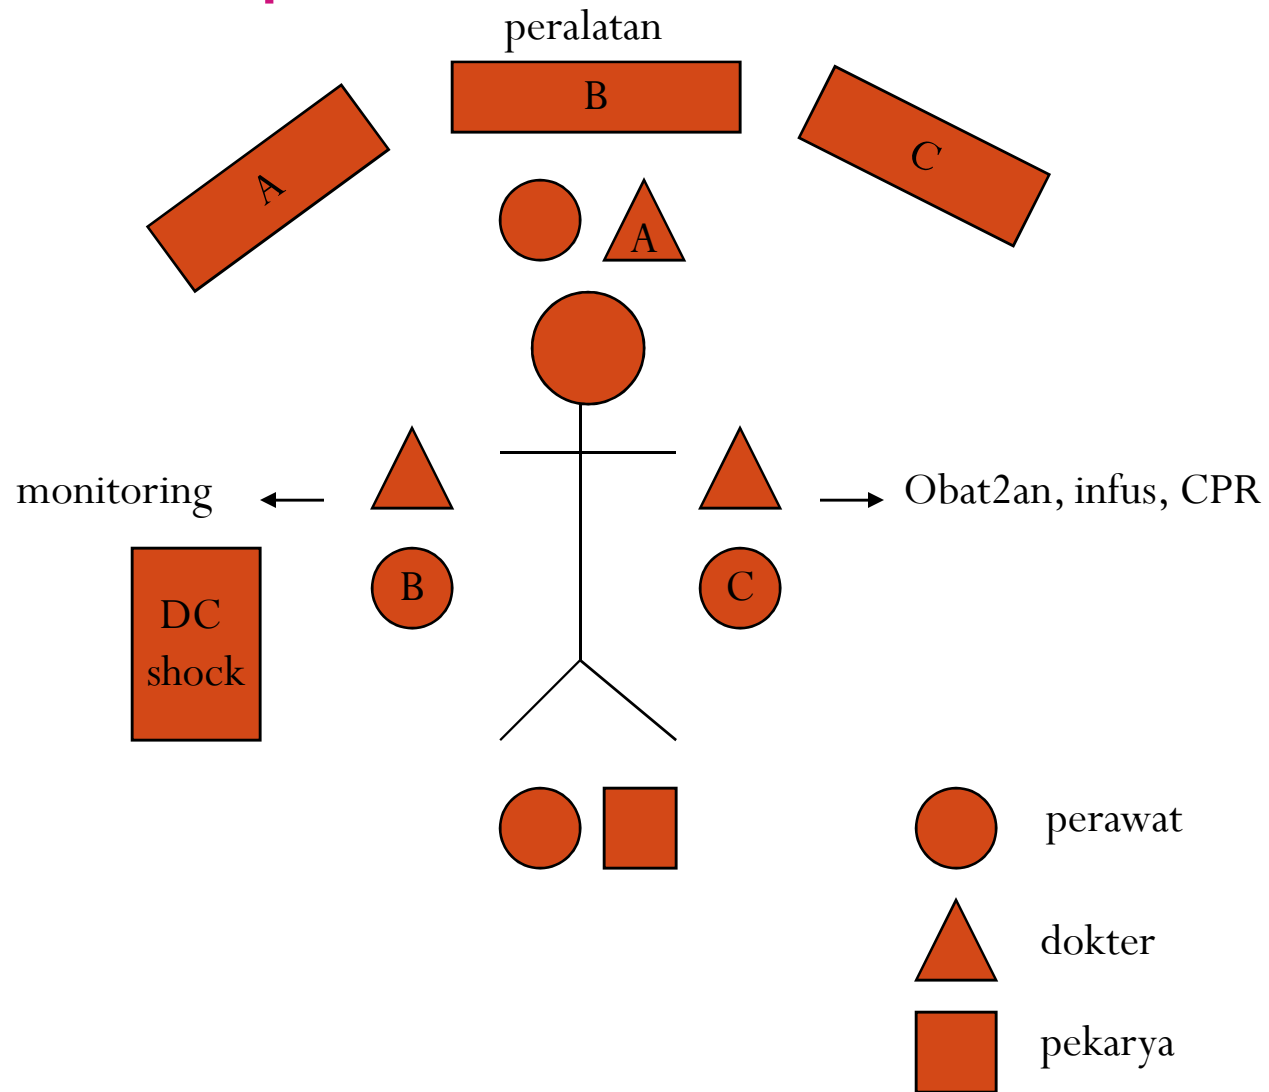 peralatan
B
A
C
A
monitoring
Obat2an, infus, CPR
B
C
DC
shock
perawat
dokter
pekarya